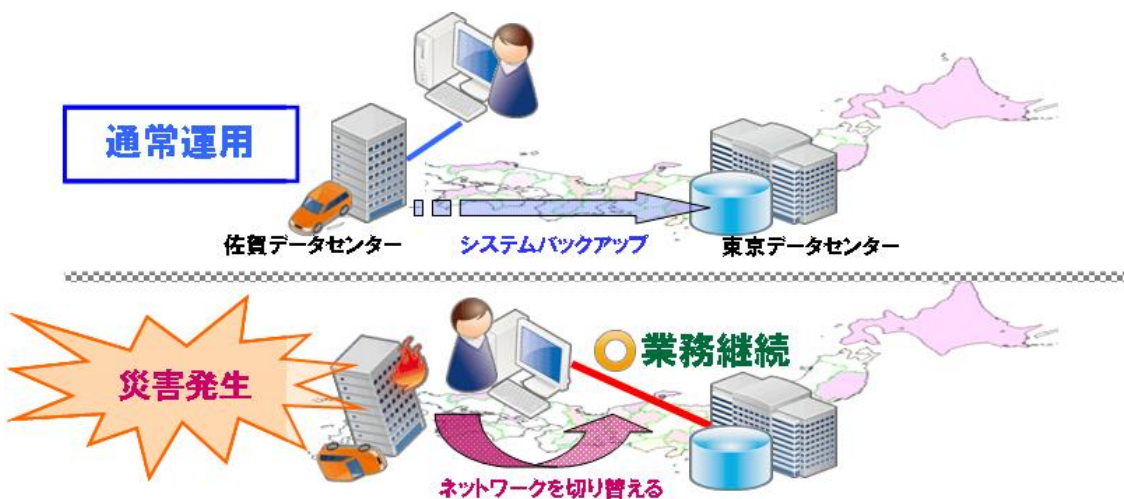 通常運用
佐賀データセンター
システムバックアップ
東京データセンター
災害発生
業務継続
ネットワークを切り替える